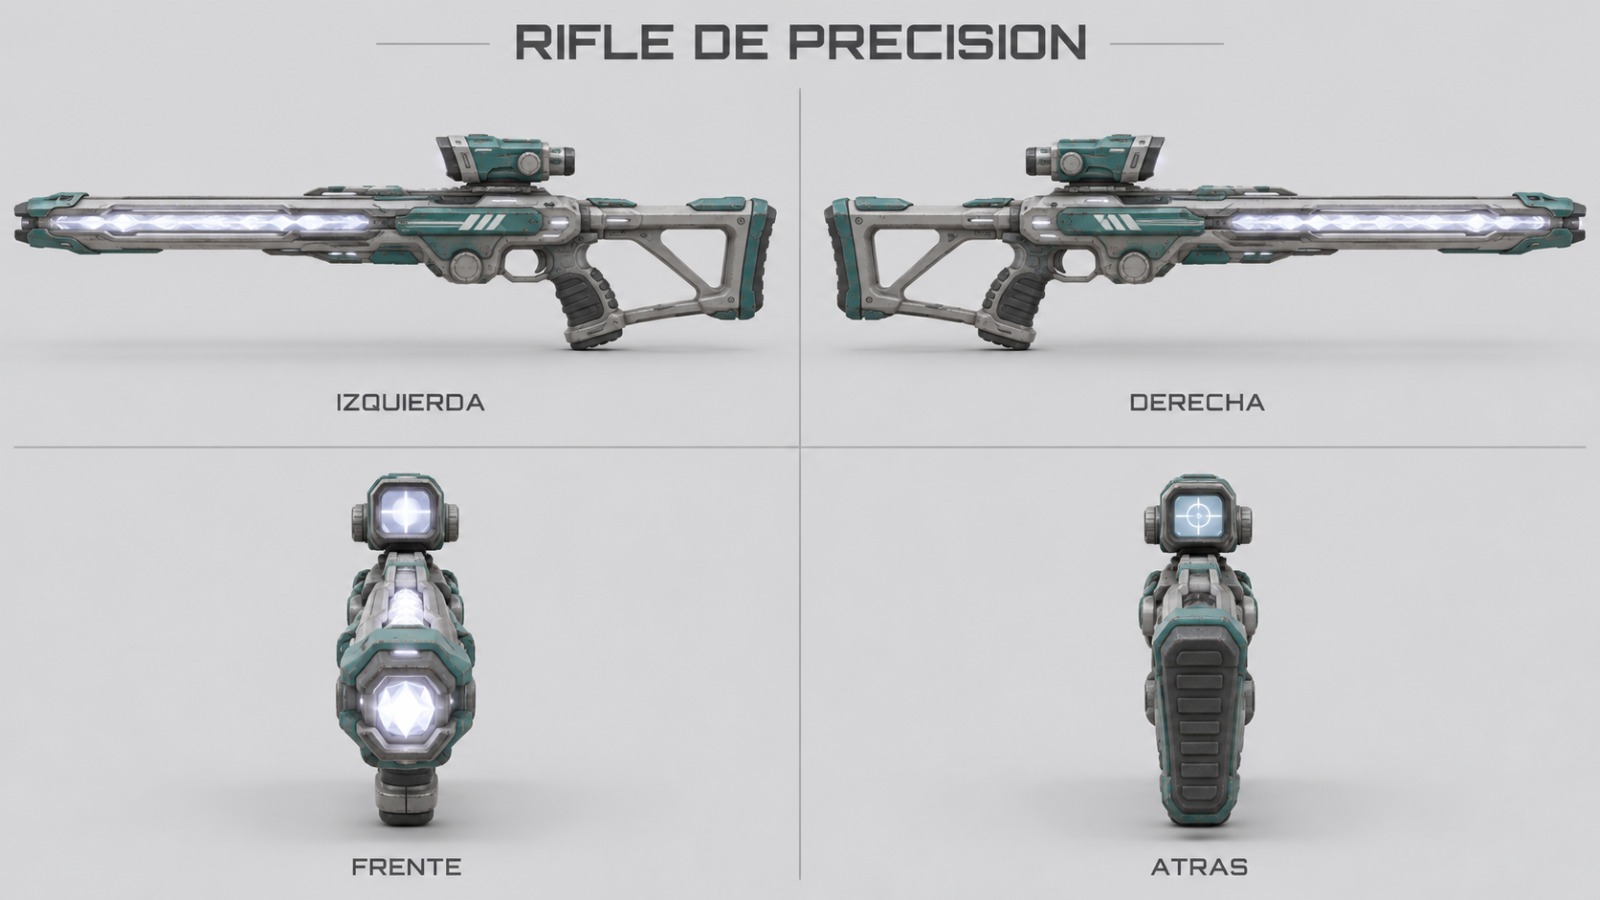 RIFLE DE PRECISION
IZQUIERDA
DERECHA
FRENTE
ATRAS